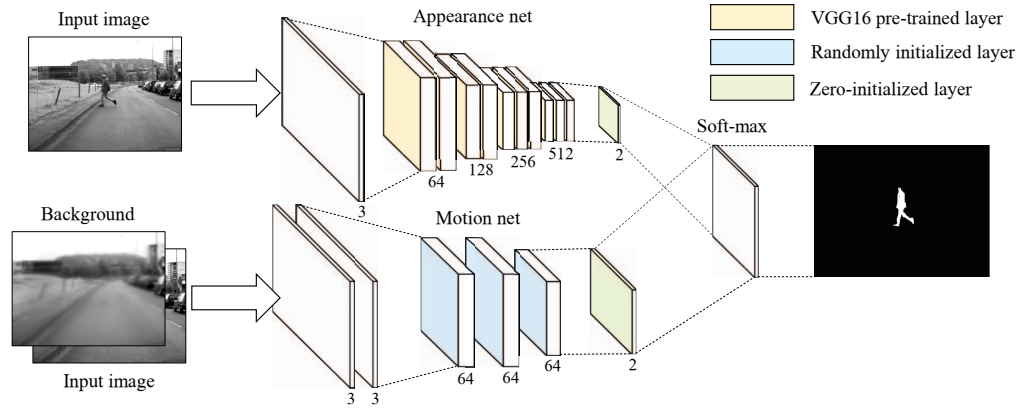 Input image
Appearance net
VGG16 pre-trained layer
Randomly initialized layer
Zero-initialized layer
Soft-max
64
128
256
512
2
3
Background
Motion net
Input image
64
64
64
2
3
3